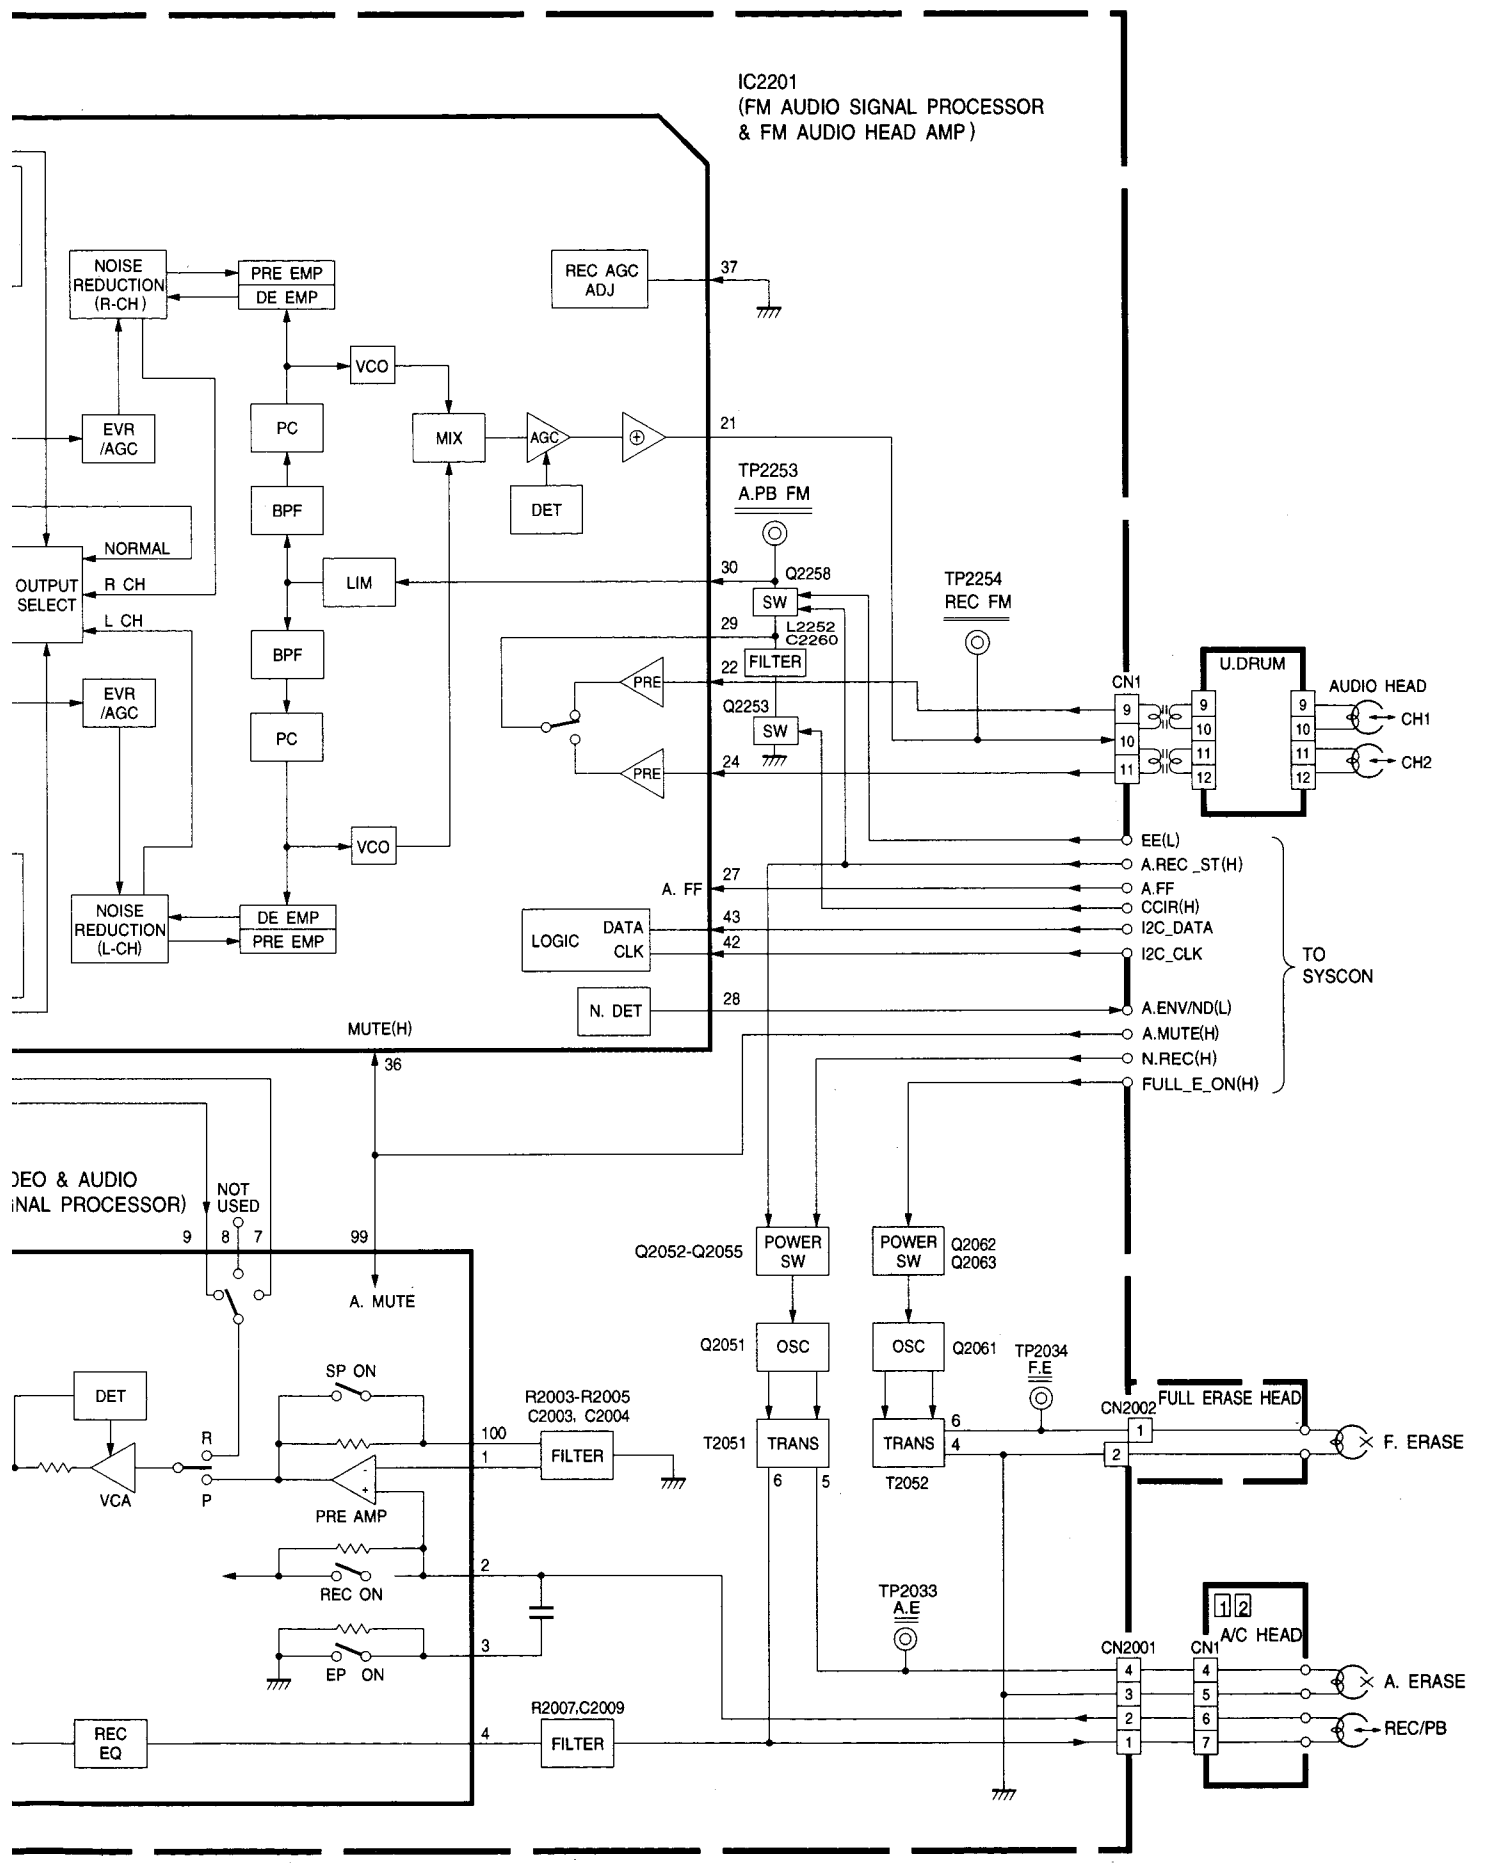 IC2201
(FM AUDIO SIGNAL PROCESSOR
& FM AUDIO HEAD AMP)
NOISE
REDUCTION
(R-CH)
PRE EMP
DE EMP
REC AGC
ADJ
37
VCO
EVR
/AGC
PC
MIX
AGC
21
DET
BPF
TP2253
A.PB FM
NORMAL
OUTPUT
SELECT
R CH
L CH
LIM
30
Q2258
SW
29
L2252
C2260
FILTER
22
PRE
Q2253
SW
24
PRE
TP2254
REC FM
BPF
EVR
/AGC
PC
VCO
CN1
9
10
11
U.DRUM
9
10
11
12
9
10
11
12
AUDIO HEAD
CH1
CH2
NOISE
REDUCTION
(L-CH)
DE EMP
PRE EMP
A. FF
27
LOGIC
DATA
CLK
43
42
N. DET
28
EE(L)
A.REC_ST(H)
A.FF
CCIR(H)
I2C_DATA
I2C_CLK
A.ENV/ND(L)
A.MUTE(H)
N.REC(H)
FULL_E_ON(H)
TO
SYSCON
MUTE(H)
36
DEO & AUDIO
NAL PROCESSOR)
NOT
USED
9
8
7
99
A. MUTE
Q2052-Q2055
POWER
SW
POWER
SW
Q2062
Q2063
Q2051
OSC
OSC
Q2061
TP2034
F.E
DET
SP ON
R2003-R2005
C2003, C2004
100
1
FILTER
T2051
TRANS
6
5
TRANS
T2052
6
4
CN2002
1
2
FULL ERASE HEAD
F. ERASE
R
P
VCA
-
+
PRE AMP
2
REC ON
3
EP ON
TP2033
A.E
CN2001
4
3
2
1
CN1
4
5
6
7
1 2
A/C HEAD
A. ERASE
REC/PB
REC
EQ
4
R2007,C2009
FILTER